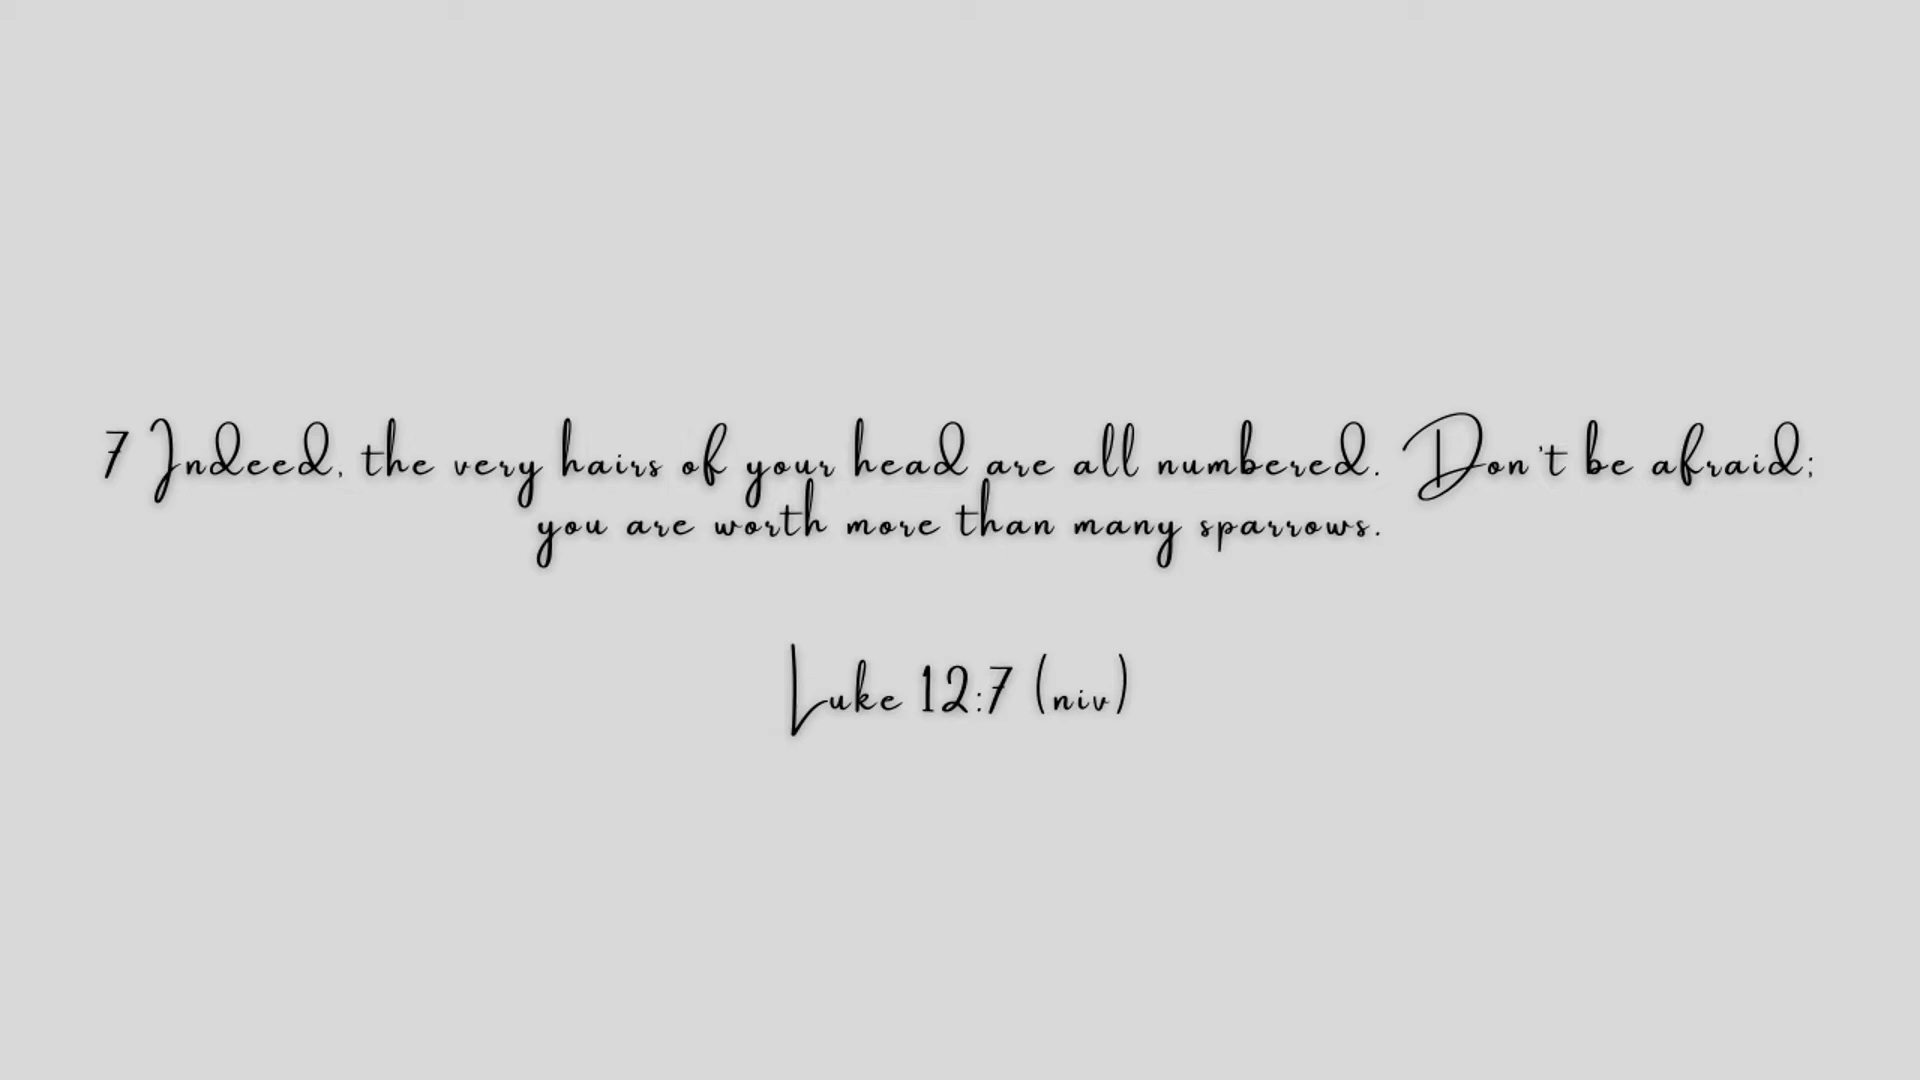 7 Indeed, the very hairs of your head are all numbered. Don't be afraid;
you are worth more than many sparrows.
Luke 12:7 (niv)